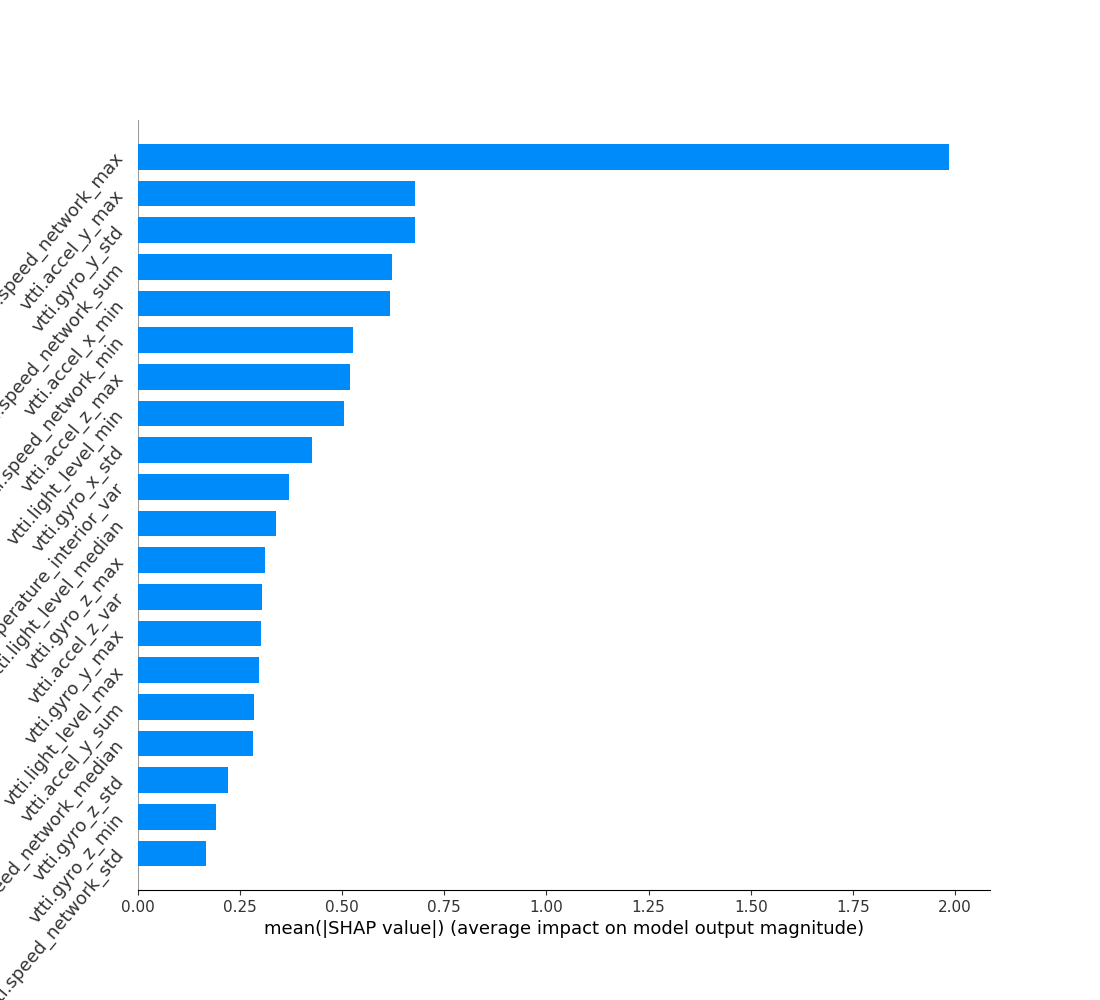 .speed_network_max
vtti.accel_y_max
vtti.gyro_y_std
.speed_network_sum
vtti.accel_x_min
i.speed_network_min
vtti.accel_z_max
vtti.light_level_min
vtti.gyro_x_std
perature_interior_var
tti.light_level_median
vtti.gyro_z_max
vtti.accel_z_var
vtti.gyro_y_max
vtti.light_level_max
vtti.accel_y_sum
eed_network_median
vtti.gyro_z_std
vtti.gyro_z_min
ti.speed_network_std
0.00 0.25 0.50 0.75 1.00 1.25 1.50 1.75 2.00
mean(|SHAP value|) (average impact on model output magnitude)